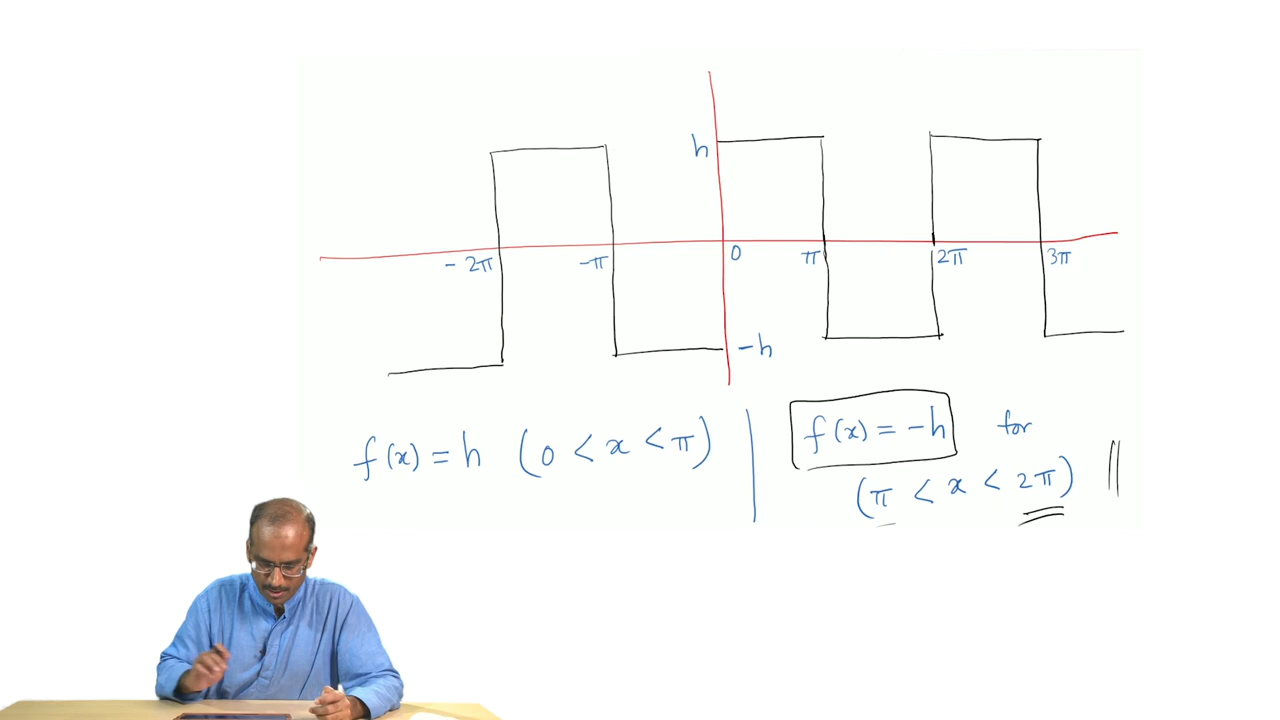 h
- 2π
-π
0
π
2π
3π
-h
f(x) = h (0 < x < π)
f(x) = -h for
(π < x < 2π)